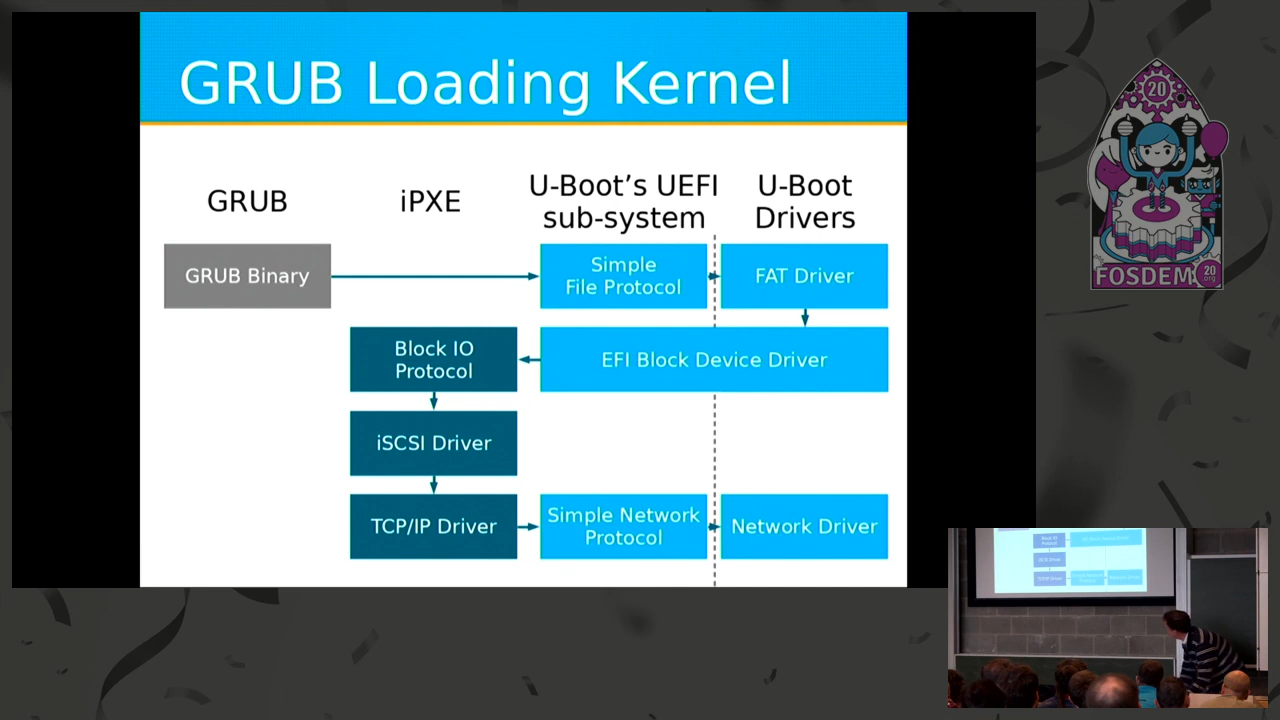 GRUB Loading Kernel
GRUB
iPXE
U-Boot's UEFI
sub-system
U-Boot
Drivers
GRUB Binary
Simple
File Protocol
FAT Driver
Block IO
Protocol
EFI Block Device Driver
iSCSI Driver
TCP/IP Driver
Simple Network
Protocol
Network Driver
20
FOSDEM
20
.org